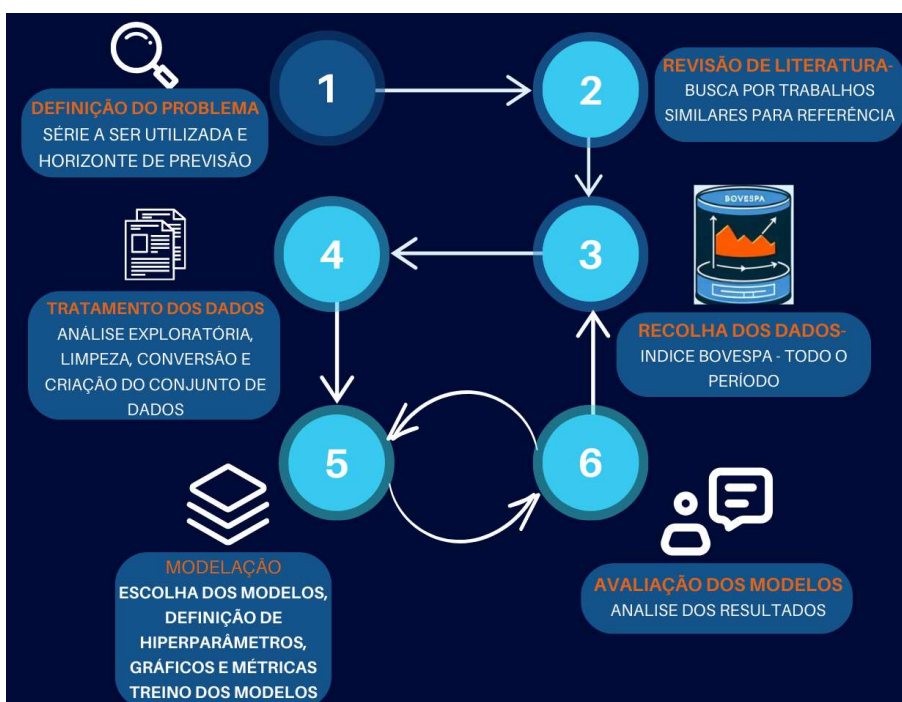 1
DEFINIÇÃO DO PROBLEMA
SÉRIE A SER UTILIZADA E
HORIZONTE DE PREVISÃO
2
REVISÃO DE LITERATURA-
BUSCA POR TRABALHOS
SIMILARES PARA REFERÊNCIA
3
BOVESPA
RECOLHA DOS DADOS-
INDICE BOVESPA - TODO O
PERÍODO
4
TRATAMENTO DOS DADOS
ANÁLISE EXPLORATÓRIA,
LIMPEZA, CONVERSÃO E
CRIAÇÃO DO CONJUNTO DE
DADOS
5
MODELAÇÃO
ESCOLHA DOS MODELOS,
DEFINIÇÃO DE
HIPERPARÂMETROS,
GRÁFICOS E MÉTRICAS
TREINO DOS MODELOS
6
AVALIAÇÃO DOS MODELOS
ANALISE DOS RESULTADOS